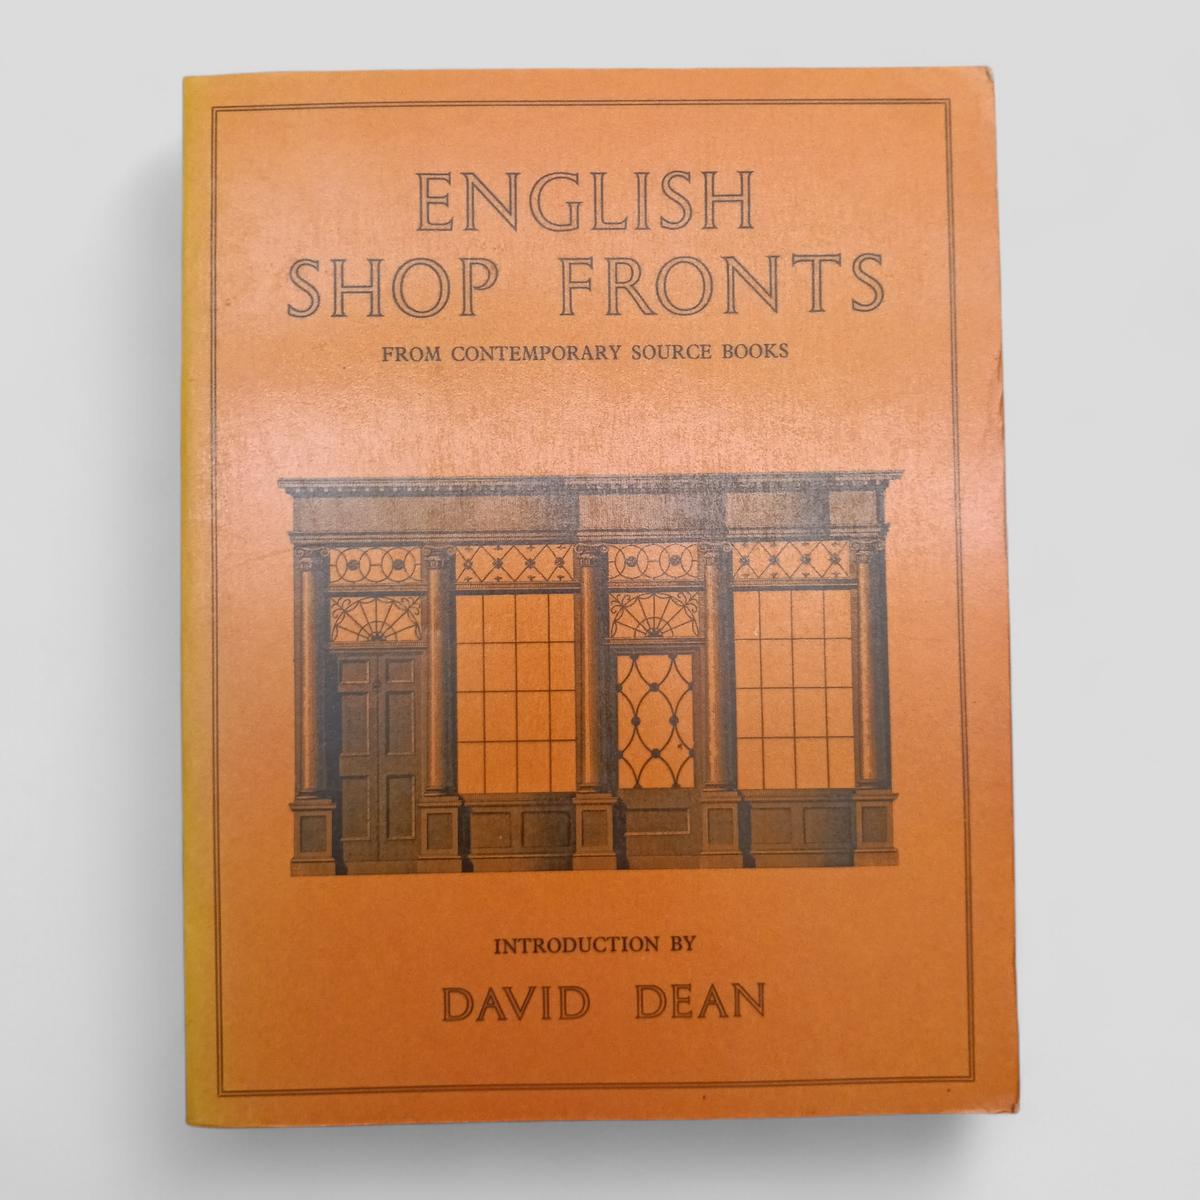 ENGLISH
SHOP FRONTS
FROM CONTEMPORARY SOURCE BOOKS
INTRODUCTION BY
DAVID DEAN